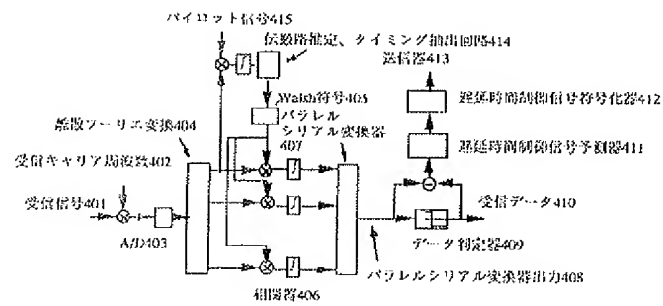 パイロット信号415
伝搬路推定、タイミング抽出回路414
送信器413
Walsh符号405
パラレル
シリアル変換器
407
遅延時間制御信号符号化器412
離散フーリエ変換404
受信キャリア周波数402
遅延時間制御信号予測器411
受信信号401
受信データ410
A/D403
データ判定器409
パラレルシリアル変換器出力408
相関器406